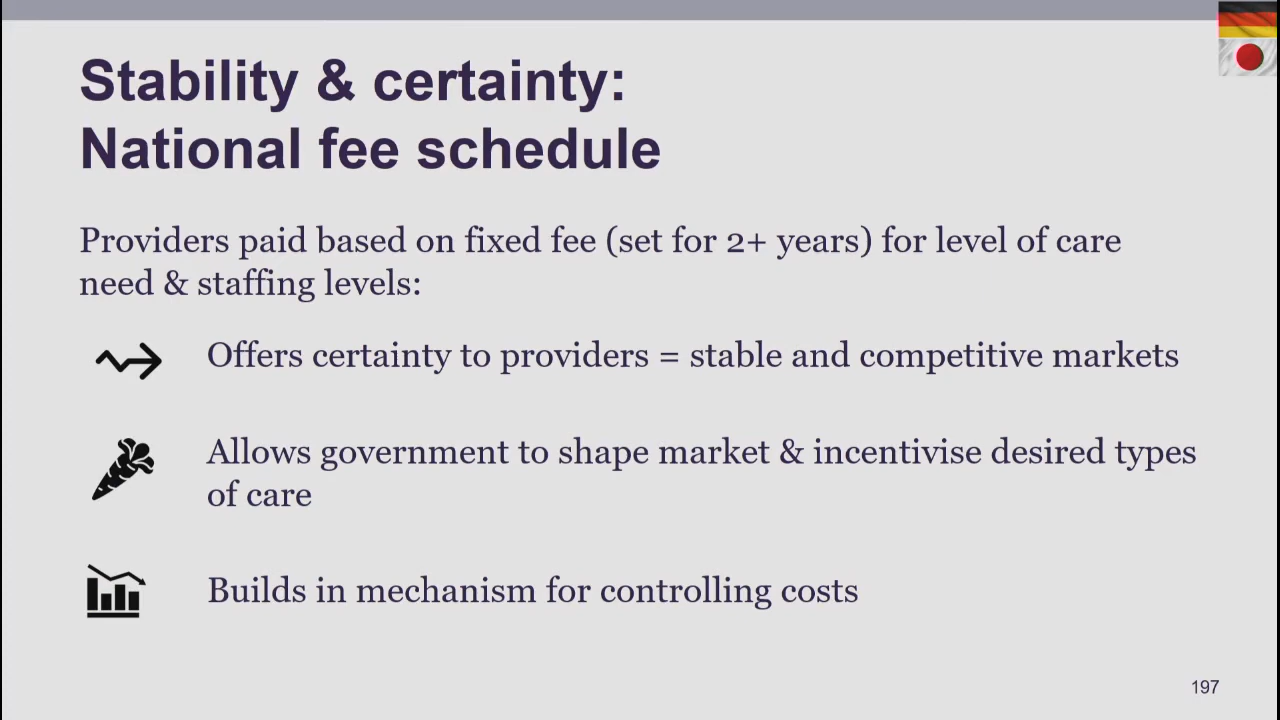 Stability & certainty:
National fee schedule
Providers paid based on fixed fee (set for 2+ years) for level of care
need & staffing levels:
Offers certainty to providers = stable and competitive markets
Allows government to shape market & incentivise desired types
of care
Builds in mechanism for controlling costs
197